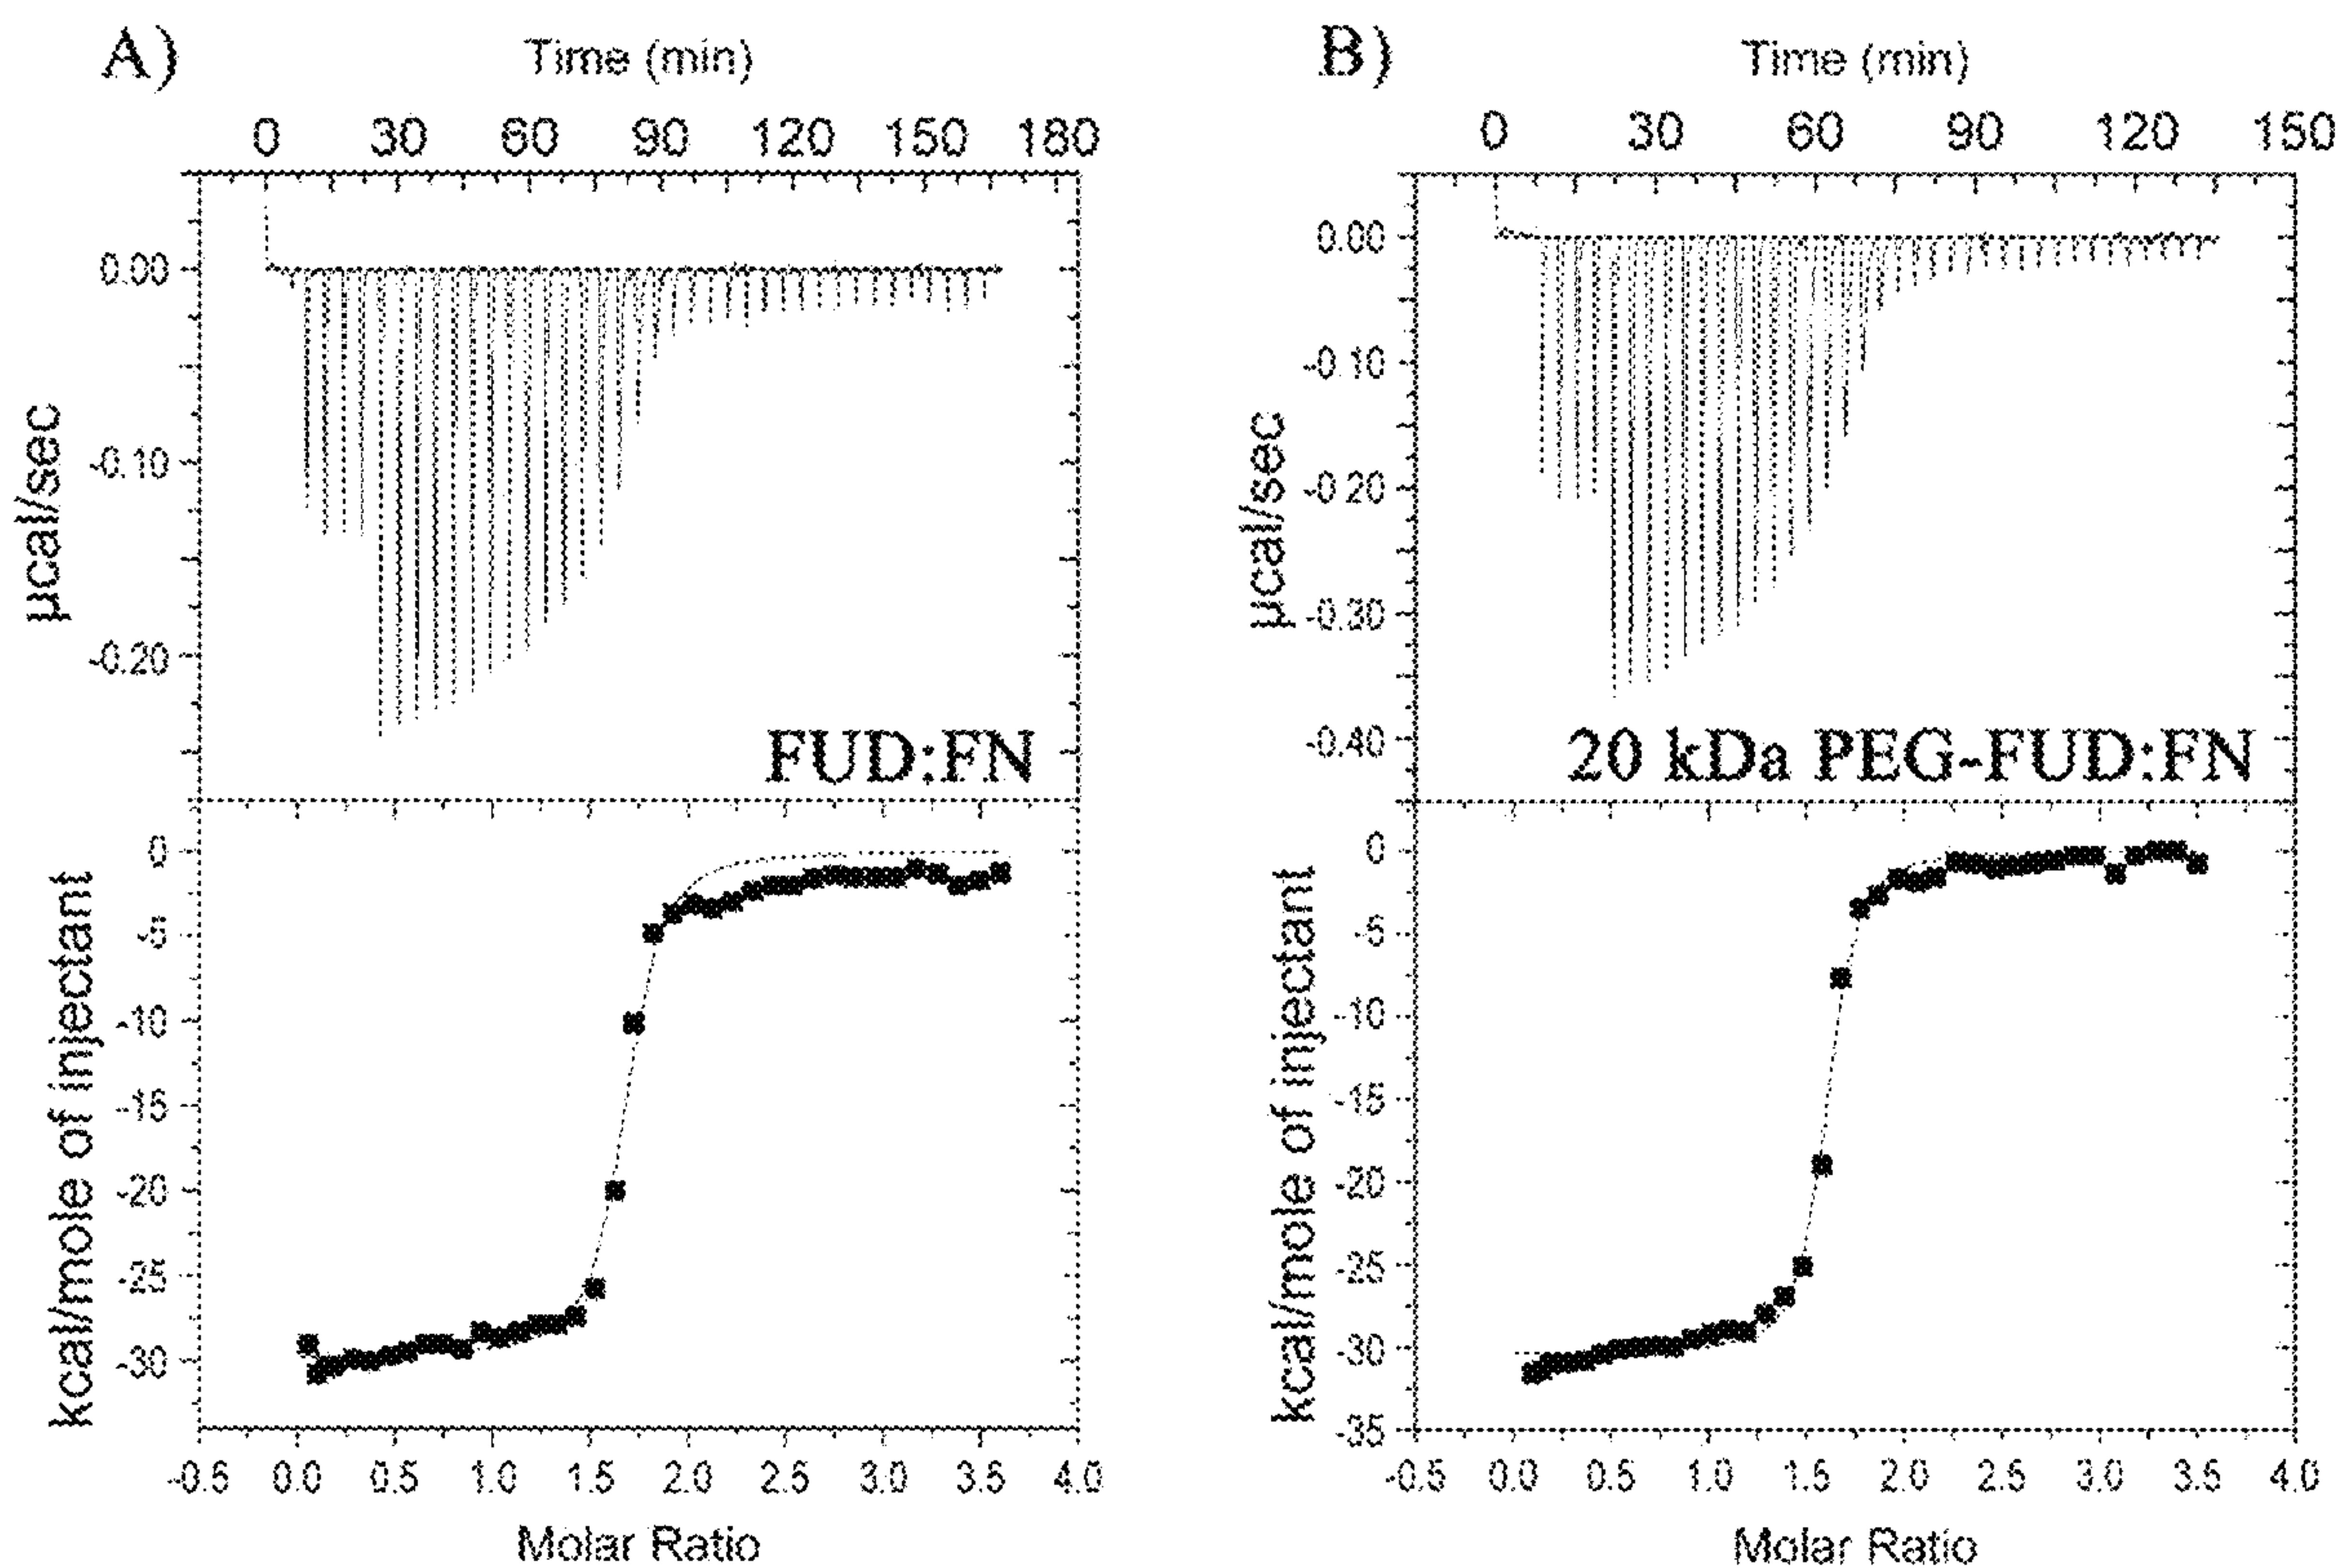 A)
Time (min)
0 30 60 90 120 150 180
0.00
-0.10
-0.20
µcal/sec
FUD:FN
0
-5
-10
-15
-20
-25
-30
kcal/mole of injectant
-0.5 0.0 0.5 1.0 1.5 2.0 2.5 3.0 3.5 4.0
Molar Ratio
B)
Time (min)
0 30 60 90 120 150
0.00
-0.10
-0.20
-0.30
-0.40
µcal/sec
20 kDa PEG-FUD:FN
0
-5
-10
-15
-20
-25
-30
-35
kcal/mole of injectant
-0.5 0.0 0.5 1.0 1.5 2.0 2.5 3.0 3.5 4.0
Molar Ratio